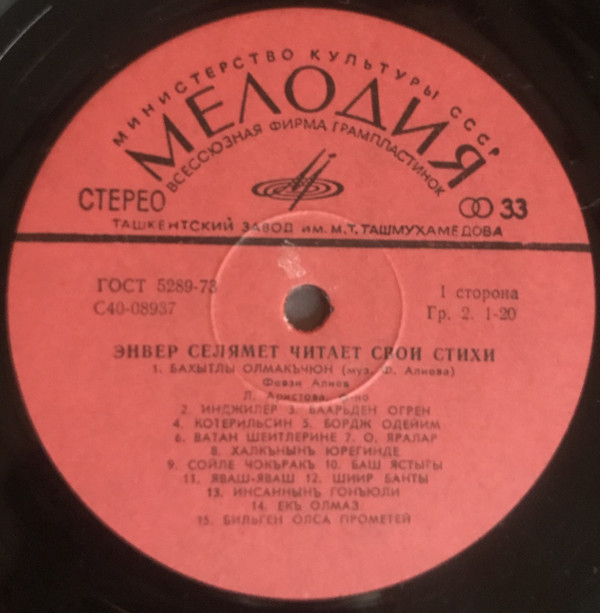 МИНИСТЕРСТВО КУЛЬТУРЫ СССР
МЕЛОДИЯ
ВСЕСОЮЗНАЯ ФИРМА ГРАМПЛАСТИНОК
СТЕРЕО
33
ТАШКЕНТСКИЙ ЗАВОД ИМ. М.Т. ТАШМУХАМЕДОВА
ГОСТ 5289-73
1 сторона
С40-08937
Гр. 2. 1-20
ЭНВЕР СЕЛЯМЕТ ЧИТАЕТ СВОИ СТИХИ
1. БАХЫТЛЫ ОЛМАКЪЧЮН (муз. Ф. Алиева)
Февзи Алиев
Л. Аристова, ф-но
2. ИНДЖИЛЕР 3. БААРЬДЕН ОГРЕН
4. КОТЕРИЛЬСИН 5. БОРДЖ ОДЕЙИМ
6. ВАТАН ШЕИТЛЕРИНЕ 7. О, ЯРАЛАР
8. ХАЛКЪНЫНЪ ЮРЕГИНДЕ
9. СОЙЛЕ ЧОКЪРАКЪ 10. БАШ ЯСТЫГЫ
11. ЯВАШ-ЯВАШ 12. ШИИР БАНТЫ
13. ИНСАННЫНЪ ГОНЪЮЛИ
14. ЕКЪ ОЛМАЗ
15. БИЛЬГЕН ОЛСА ПРОМЕТЕЙ